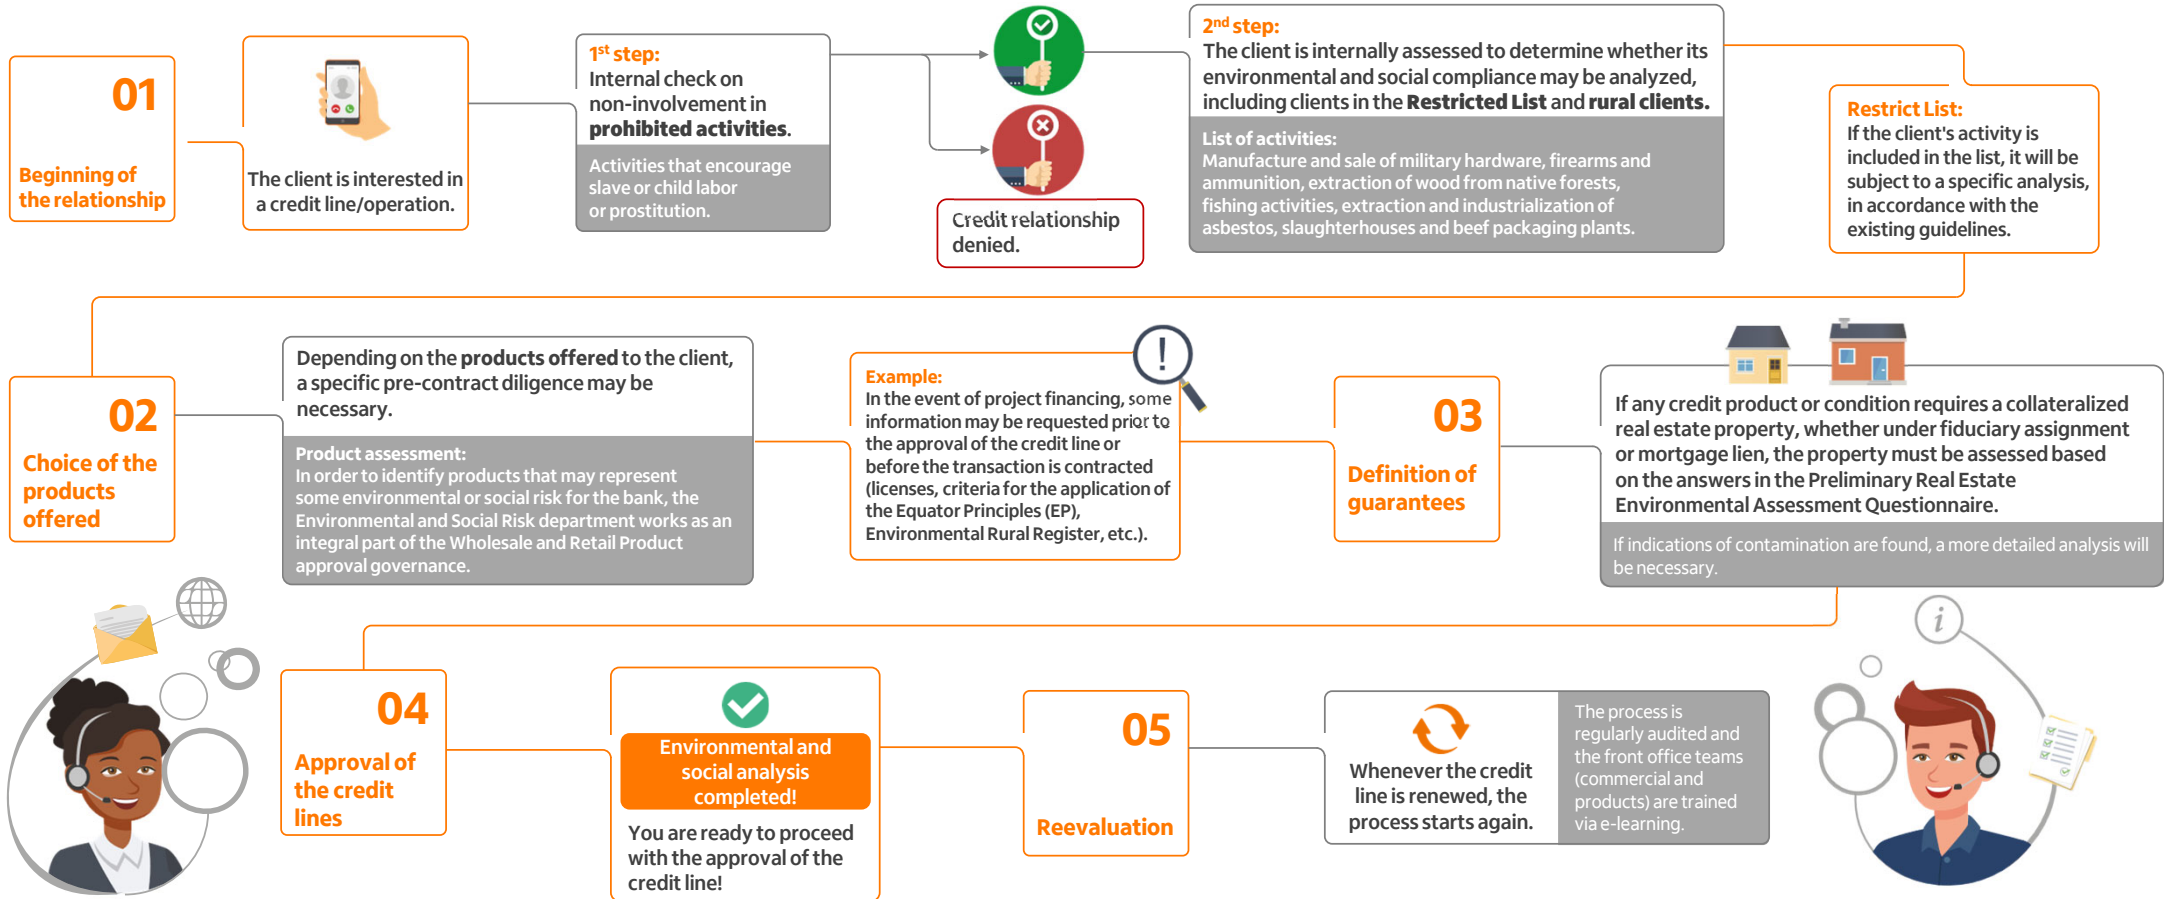 01
Beginning of
the relationship
The client is interested in
a credit line/operation.
1st step:
Internal check on
non-involvement in
prohibited activities.
Activities that encourage
slave or child labor
or prostitution.
Credit relationship
denied.
2nd step:
The client is internally assessed to determine whether its
environmental and social compliance may be analyzed,
including clients in the Restricted List and rural clients.
List of activities:
Manufacture and sale of military hardware, firearms and
ammunition, extraction of wood from native forests,
fishing activities, extraction and industrialization of
asbestos, slaughterhouses and beef packaging plants.
Restrict List:
If the client's activity is
included in the list, it will be
subject to a specific analysis,
in accordance with the
existing guidelines.
02
Choice of the
products
offered
Depending on the products offered to the client,
a specific pre-contract diligence may be
necessary.
Product assessment:
In order to identify products that may represent
some environmental or social risk for the bank, the
Environmental and Social Risk department works as an
integral part of the Wholesale and Retail Product
approval governance.
Example:
In the event of project financing, some
information may be requested prior to
the approval of the credit line or
before the transaction is contracted
(licenses, criteria for the application of
the Equator Principles (EP),
Environmental Rural Register, etc.).
03
Definition of
guarantees
If any credit product or condition requires a collateralized
real estate property, whether under fiduciary assignment
or mortgage lien, the property must be assessed based
on the answers in the Preliminary Real Estate
Environmental Assessment Questionnaire.
If indications of contamination are found, a more detailed analysis will
be necessary.
04
Approval of
the credit
lines
Environmental and
social analysis
completed!
You are ready to proceed
with the approval of the
credit line!
05
Reevaluation
Whenever the credit
line is renewed, the
process starts again.
The process is
regularly audited and
the front office teams
(commercial and
products) are trained
via e-learning.
i